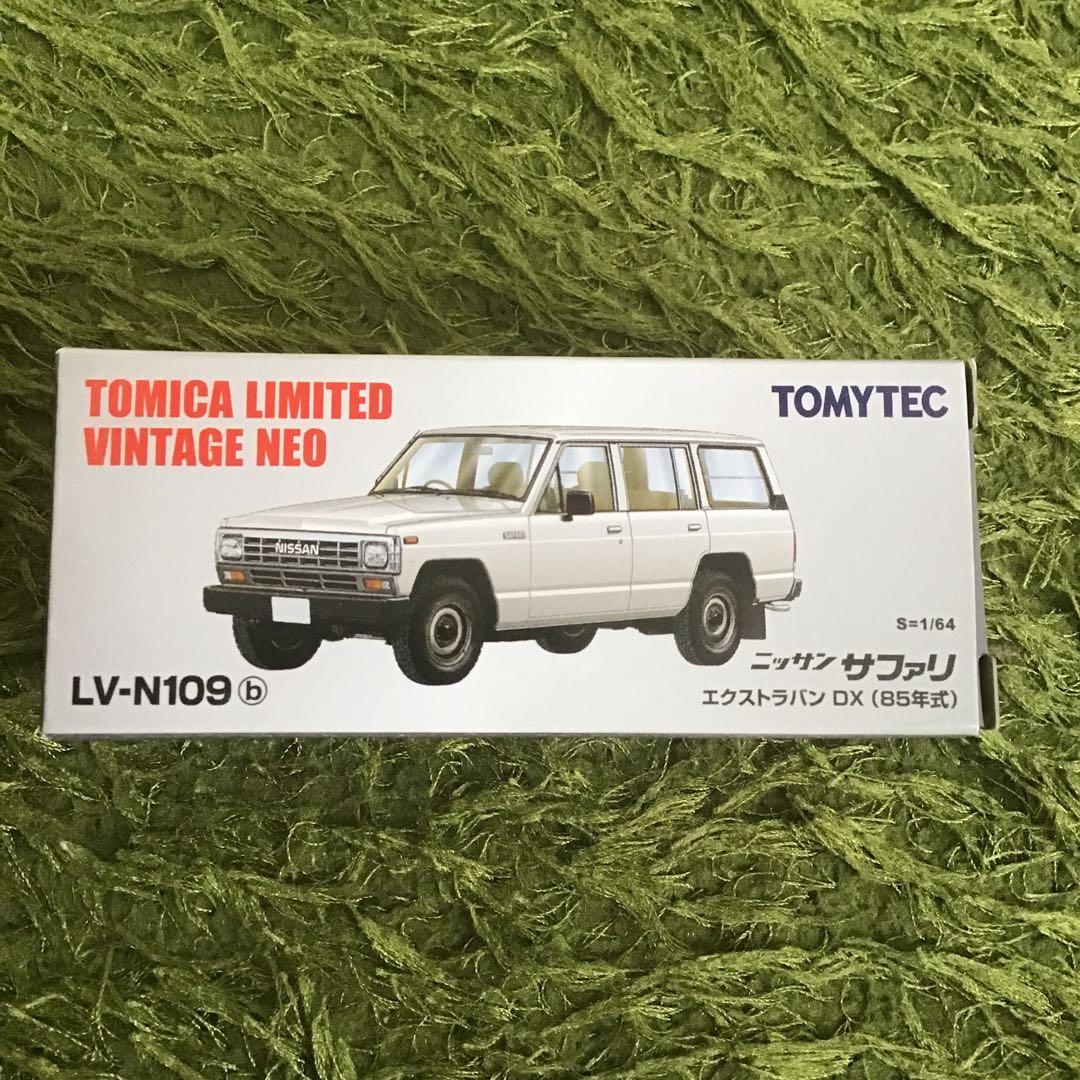 TOMICA LIMITED
VINTAGE NEO
TOMYTEC
NISSAN
S=1/64
LV-N109 ⓑ
ニッサン サファリ
エクストラバン DX (85年式)